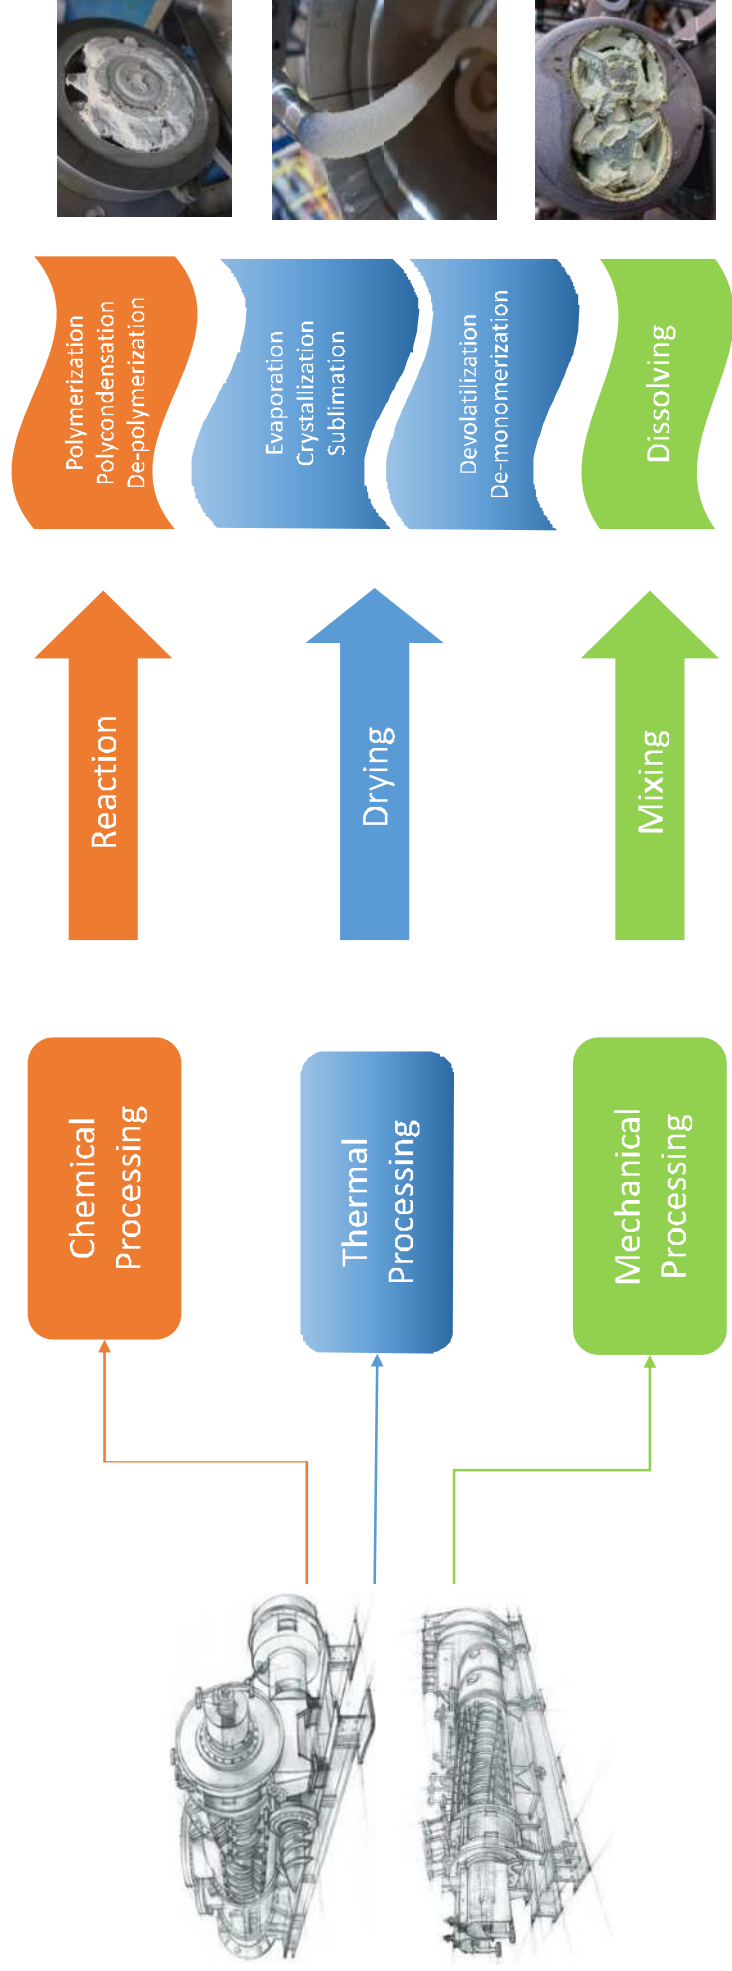 Chemical
Processing
Reaction
Polymerization
Polycondensation
De-polymerization
Thermal
Processing
Drying
Evaporation
Crystallization
Sublimation
Devolatilization
De-monomerization
Mechanical
Processing
Mixing
Dissolving